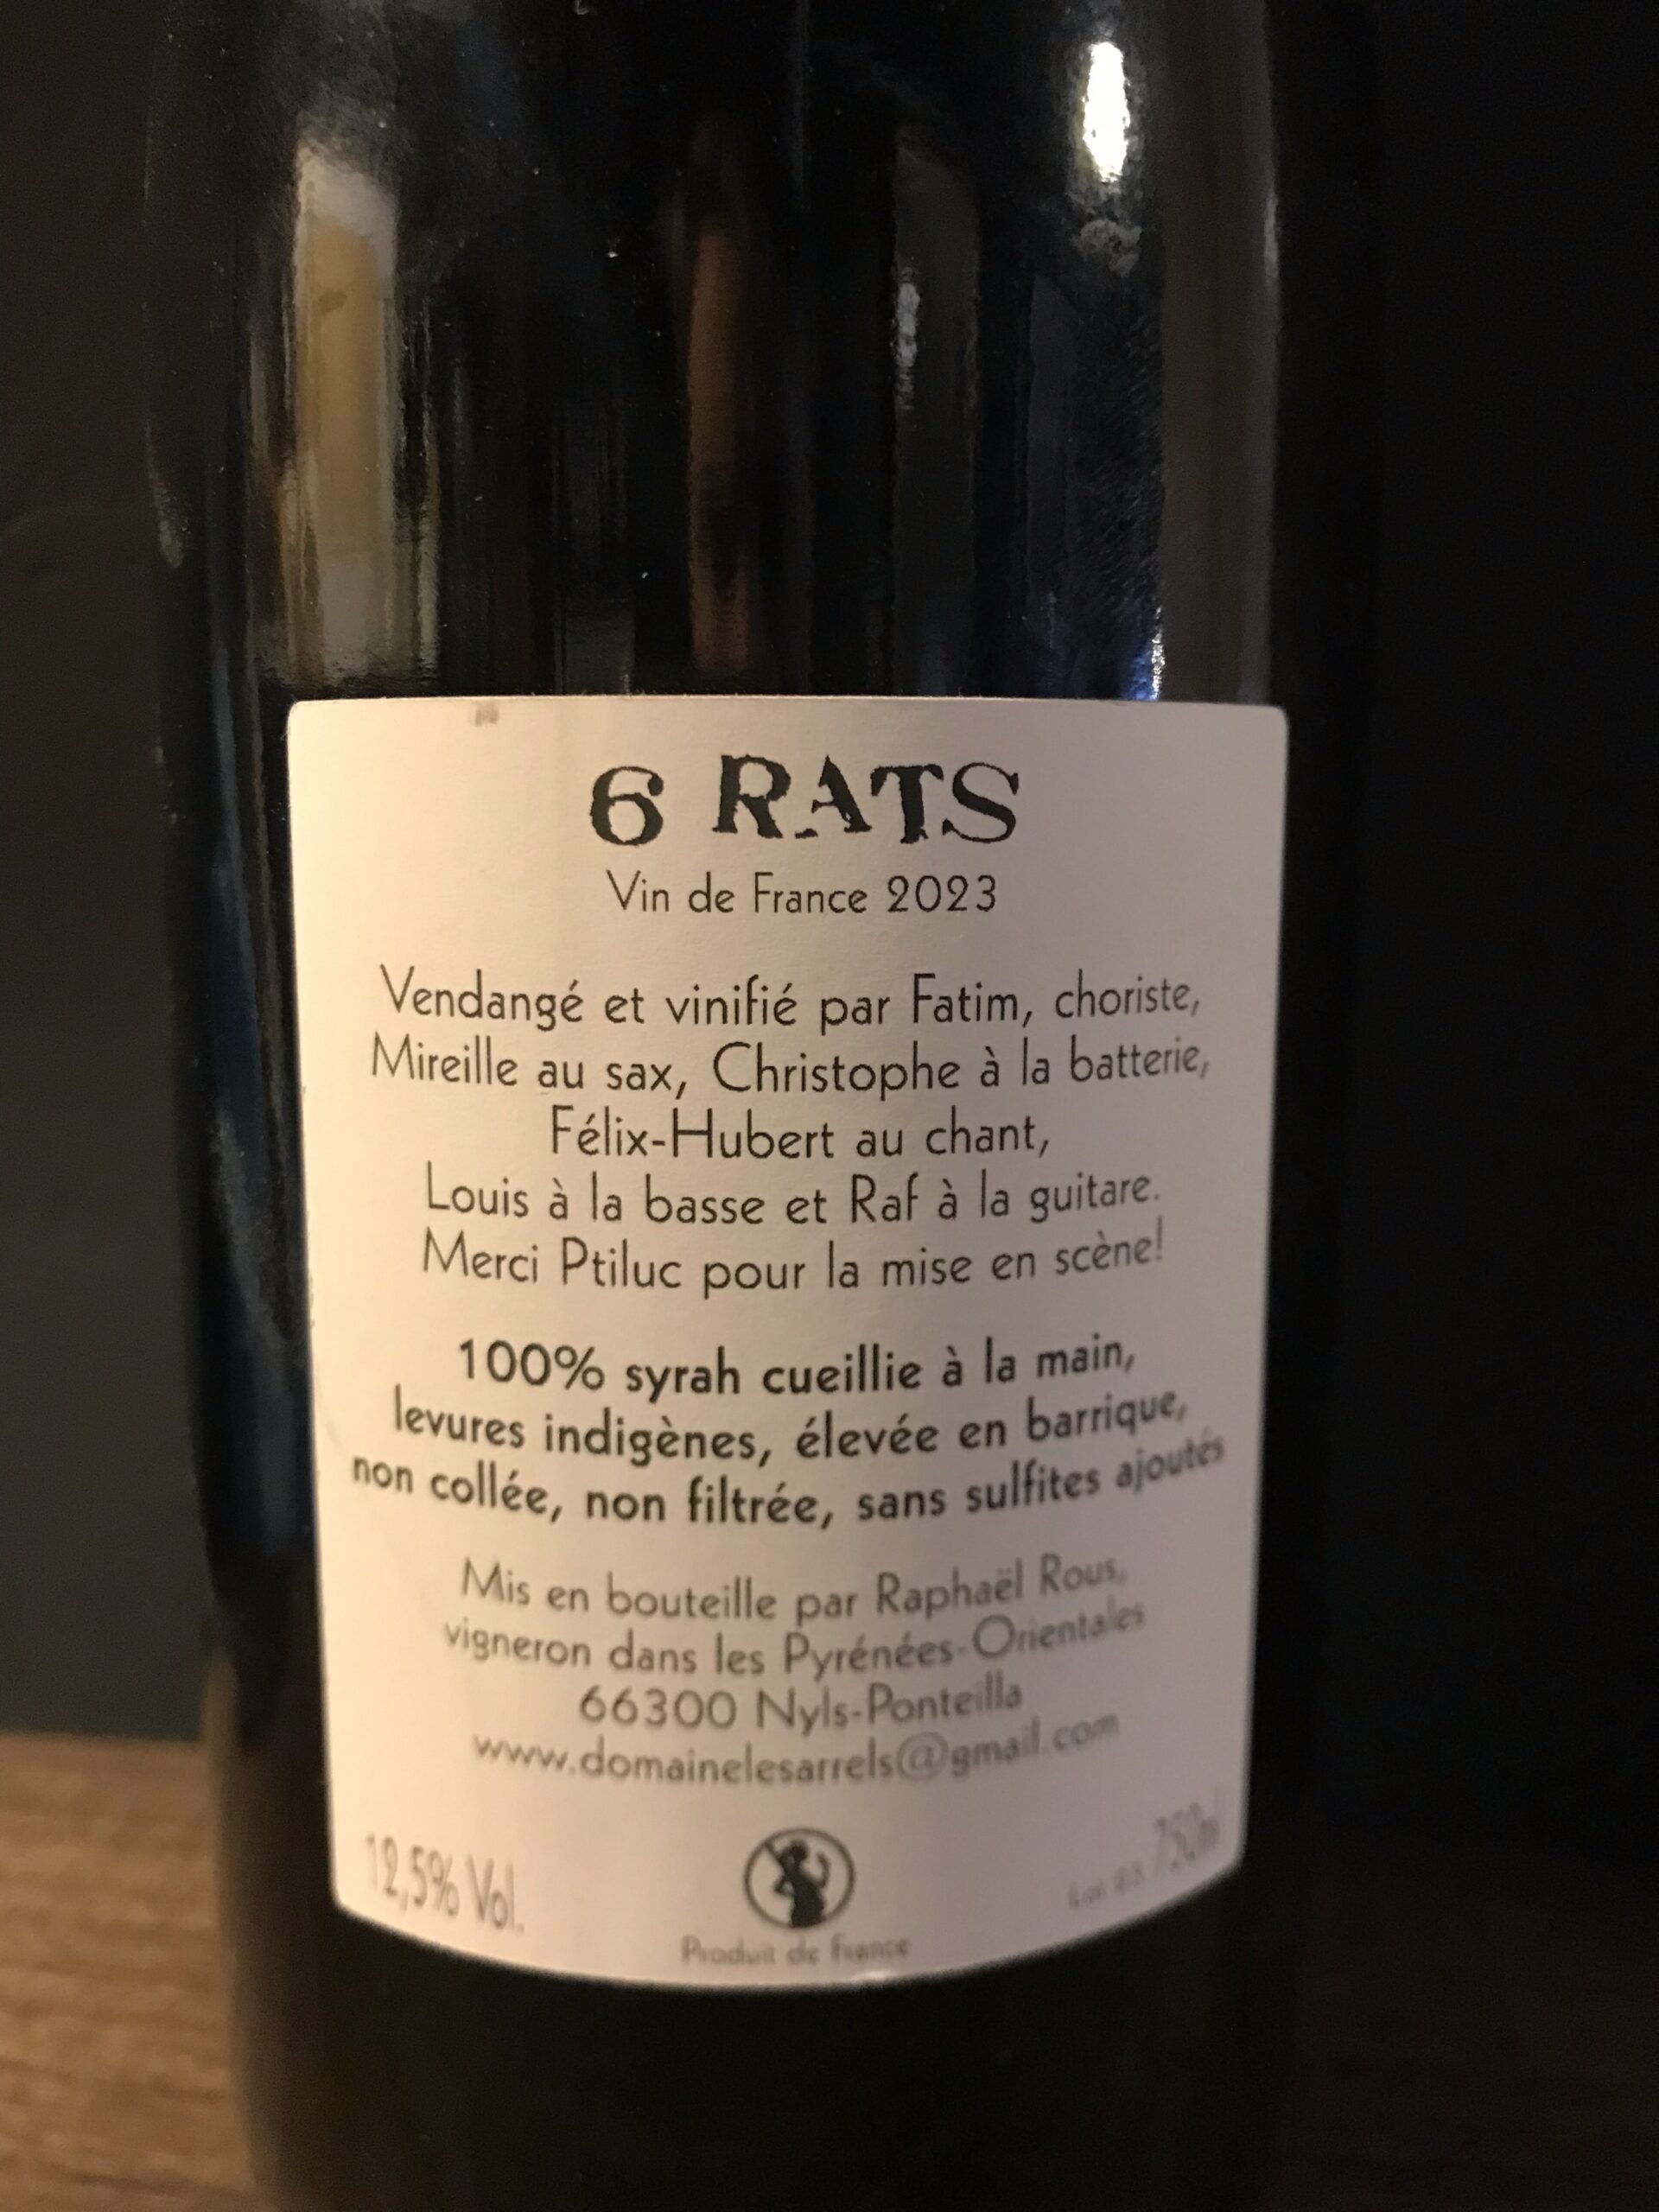 6 RATS
Vin de France 2023
Vendangé et vinifié par Fatim, choriste,
Mireille au sax, Christophe à la batterie,
Félix-Hubert au chant,
Louis à la basse et Raf à la guitare.
Merci Ptiluc pour la mise en scène!
100% syrah cueillie à la main,
levures indigènes, élevée en barrique,
non collée, non filtrée, sans sulfites ajoutés
Mis en bouteille par Raphaël Rous,
vigneron dans les Pyrénées-Orientales
66300 Nyls-Ponteilla
www.domainelesarrels@gmail.com
12,5% Vol.
750ml
Produit de France